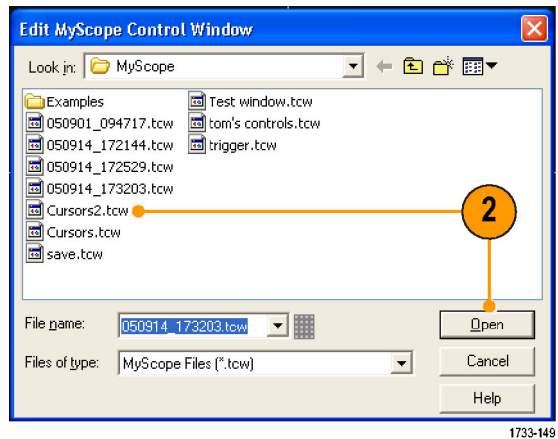 Edit MyScope Control Window
Look in: MyScope
Examples
050901_094717.tcw
050914_172144.tcw
050914_172529.tcw
050914_173203.tcw
Cursors2.tcw
Cursors.tcw
save.tcw
Test window.tcw
tom's controls.tcw
trigger.tcw
2
File name: 050914_173203.tcw
Open
Files of type: MyScope Files (*.tcw)
Cancel
Help
1733-149